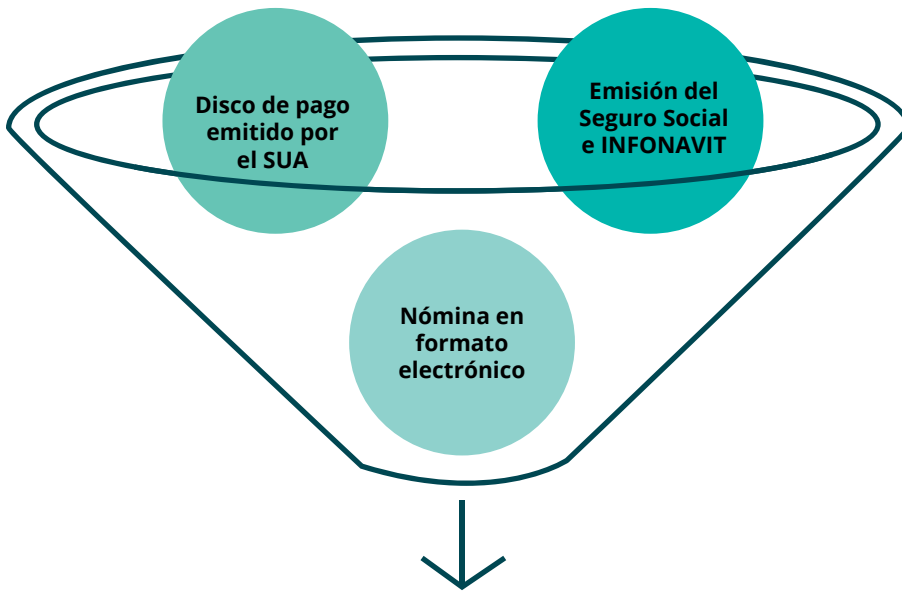 Disco de pago
emitido por
el SUA
Emisión del
Seguro Social
e INFONAVIT
Nómina en
formato
electrónico